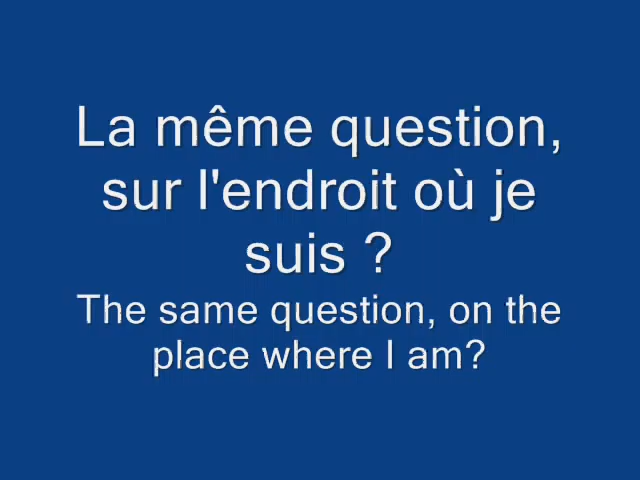 La même question,
sur l'endroit où je
suis ?
The same question, on the
place where I am?